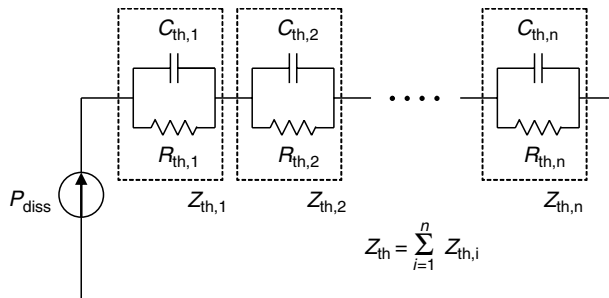 C_th,1 C_th,2 C_th,n
R_th,1 R_th,2 R_th,n
P_diss Z_th,1 Z_th,2 Z_th,n
Z_th = ∑_{i=1}^{n} Z_th,i